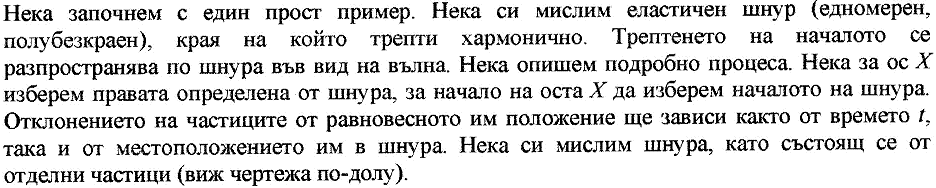 Нека започнем с един прост пример. Нека си мислим еластичен шнур (едномерен,
полубезкраен), края на който трепти хармонично. Трептенето на началото се
разпространява по шнура във вид на вълна. Нека опишем подробно процеса. Нека за ос X
изберем правата определена от шнура, за начало на оста X да изберем началото на шнура.
Отклонението на частиците от равновесното им положение ще зависи както от времето t,
така и от местоположението им в шнура. Нека си мислим шнура, като състоящ се от
отделни частици (виж чертежа по-долу).